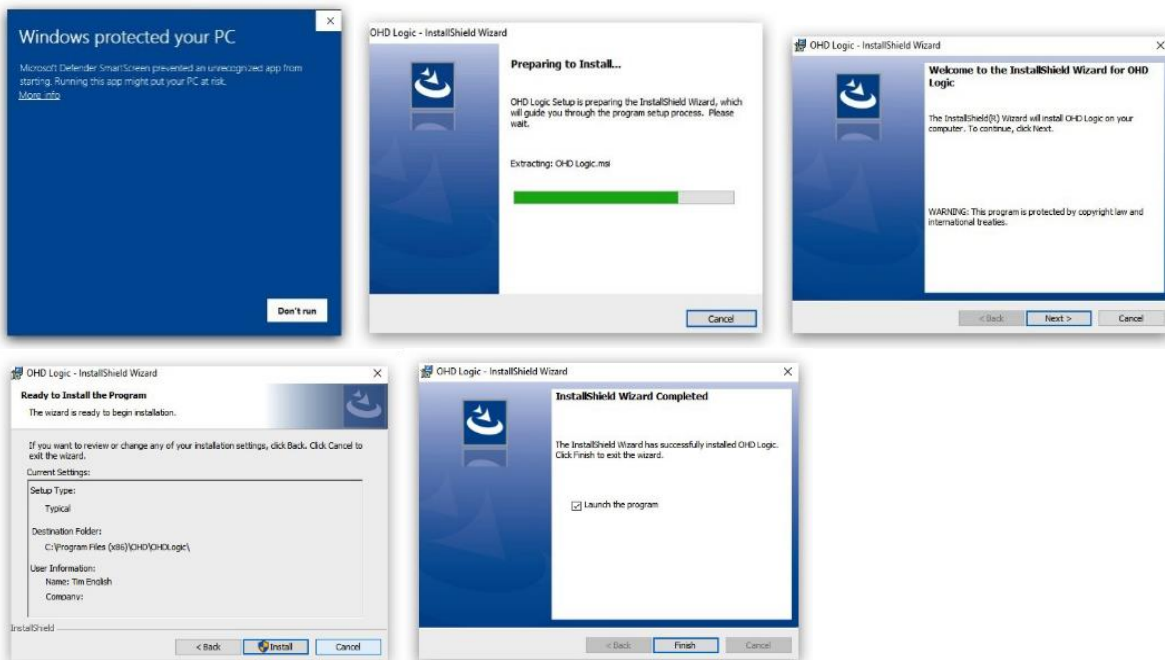 Windows protected your PC
Microsoft Defender SmartScreen prevented an unrecognized app from
starting. Running this app might put your PC at risk.
More info
Don't run
OHD Logic - InstallShield Wizard
Preparing to Install...
OHD Logic Setup is preparing the InstallShield Wizard, which
will guide you through the program setup process. Please
wait.
Extracting: OHD Logic.msi
Cancel
OHD Logic - InstallShield Wizard
Welcome to the InstallShield Wizard for OHD
Logic
The InstallShield(R) Wizard will install OHD Logic on your
computer. To continue, click Next.
WARNING: This program is protected by copyright law and
international treaties.
< Back
Next >
Cancel
OHD Logic - InstallShield Wizard
Ready to Install the Program
The wizard is ready to begin installation.
If you want to review or change any of your installation settings, click Back. Click Cancel to
exit the wizard.
Current Settings:
Setup Type:
Typical
Destination Folder:
C:\Program Files (x86)\OHD\OHDLogic\
User Information:
Name: Tim English
Company:
InstallShield
< Back
Install
Cancel
OHD Logic - InstallShield Wizard
InstallShield Wizard Completed
The InstallShield Wizard has successfully installed OHD Logic.
Click Finish to exit the wizard.
Launch the program
< Back
Finish
Cancel